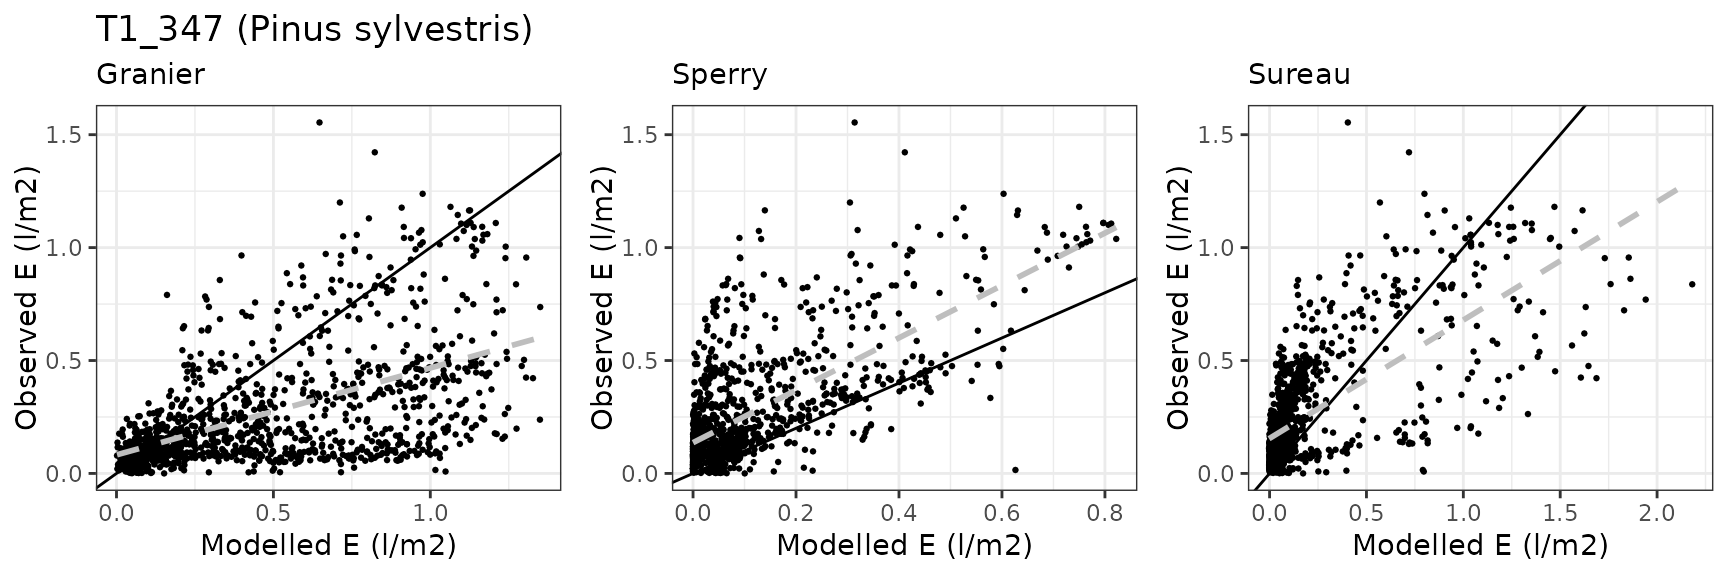 T1_347 (Pinus sylvestris)
Granier
Sperry
Sureau
Observed E (l/m2)
1.5
1.0
0.5
0.0
0.0 0.5 1.0
Modelled E (l/m2)
Observed E (l/m2)
1.5
1.0
0.5
0.0
0.0 0.2 0.4 0.6 0.8
Modelled E (l/m2)
Observed E (l/m2)
1.5
1.0
0.5
0.0
0.0 0.5 1.0 1.5 2.0
Modelled E (l/m2)